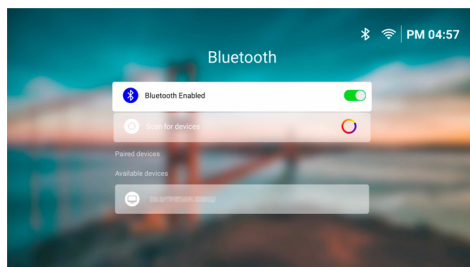 PM 04:57
Bluetooth
Bluetooth Enabled
Scan for devices
Paired devices
Available devices